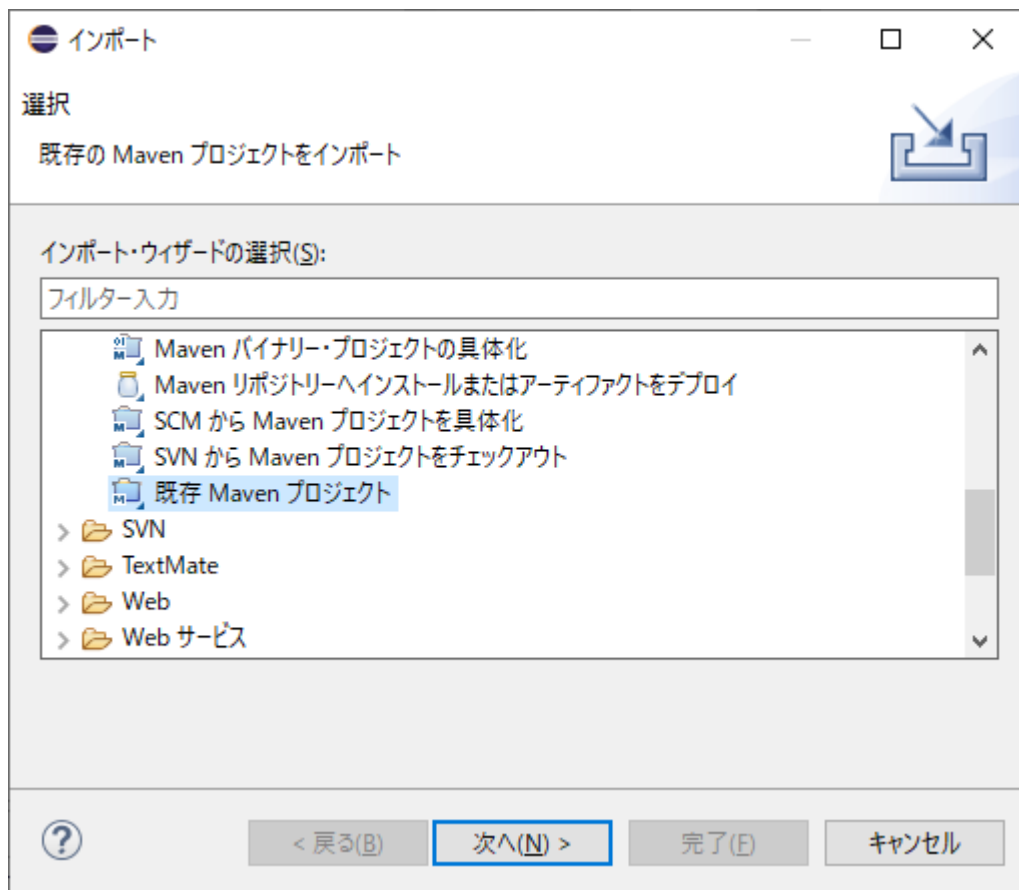 インポート
選択
既存の Maven プロジェクトをインポート
インポート・ウィザードの選択(S):
フィルター入力
Maven バイナリー・プロジェクトの具体化
Maven リポジトリーへインストールまたはアーティファクトをデプロイ
SCM から Maven プロジェクトを具体化
SVN から Maven プロジェクトをチェックアウト
既存 Maven プロジェクト
SVN
TextMate
Web
Web サービス
< 戻る(B) 次へ(N) > 完了(F) キャンセル